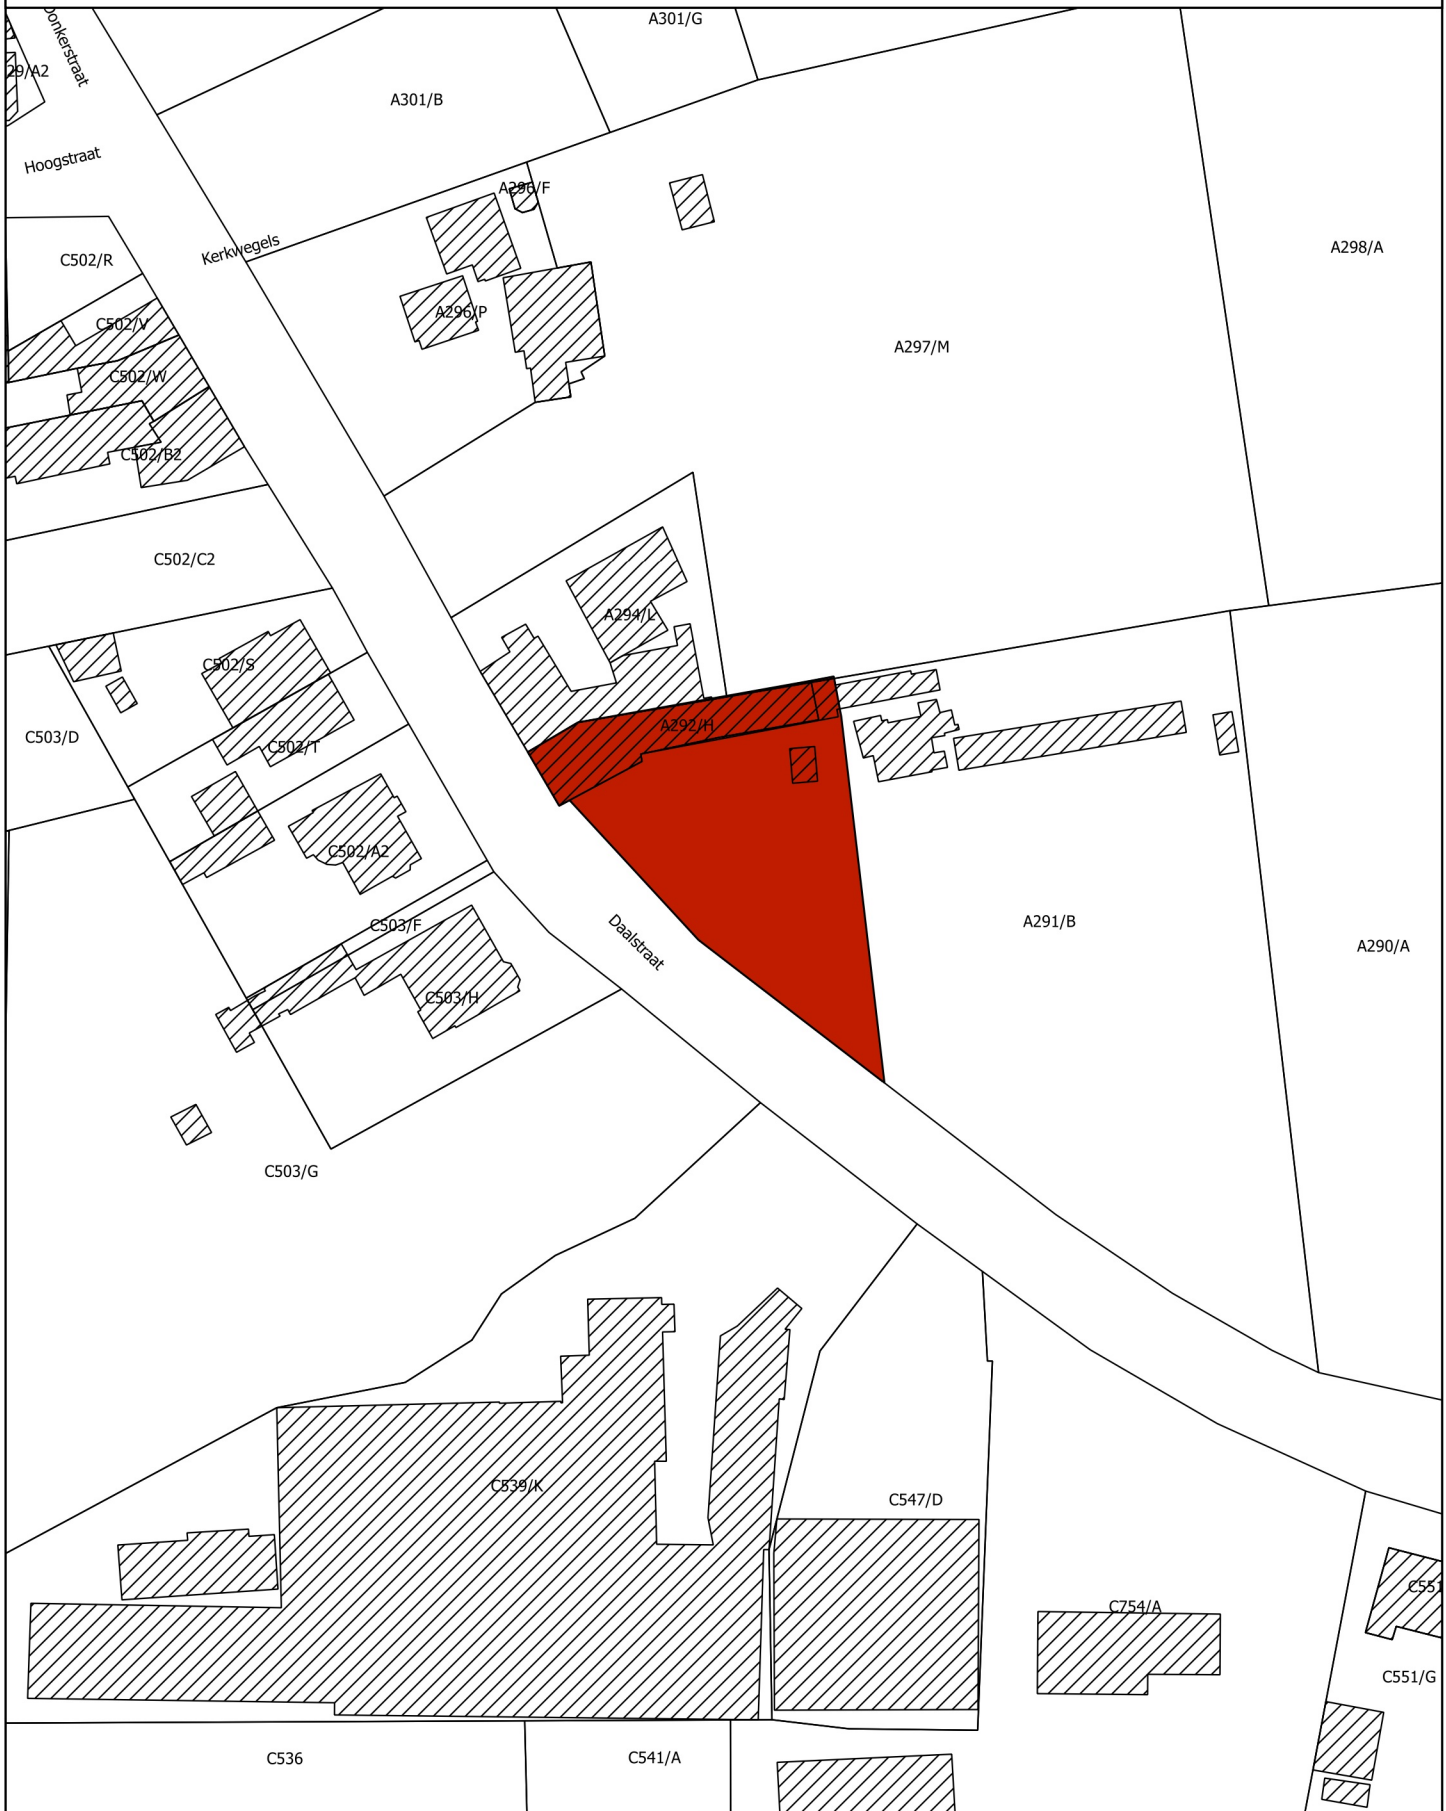 A301/G
Donkerstraat
29/A2
A301/B
Hoogstraat
A296/F
Kerkwegels
A298/A
C502/R
A296/P
C502/V
A297/M
C502/W
C502/B2
C502/C2
A294/L
C502/S
A292/H
C503/D
C502/T
C502/A2
A291/B
C503/F
Daalstraat
A290/A
C503/H
C503/G
C539/K
C547/D
C551
C754/A
C551/G
C536
C541/A